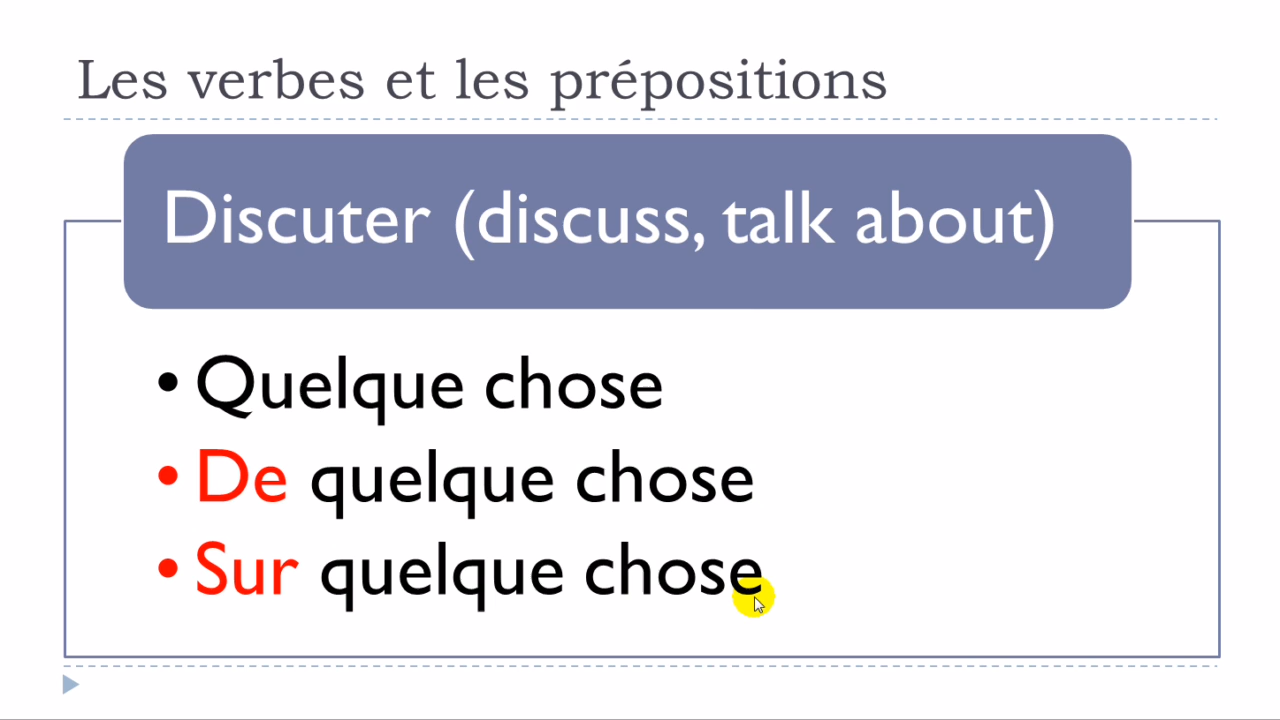 Les verbes et les prépositions
Discuter (discuss, talk about)
• Quelque chose
• De quelque chose
• Sur quelque chose